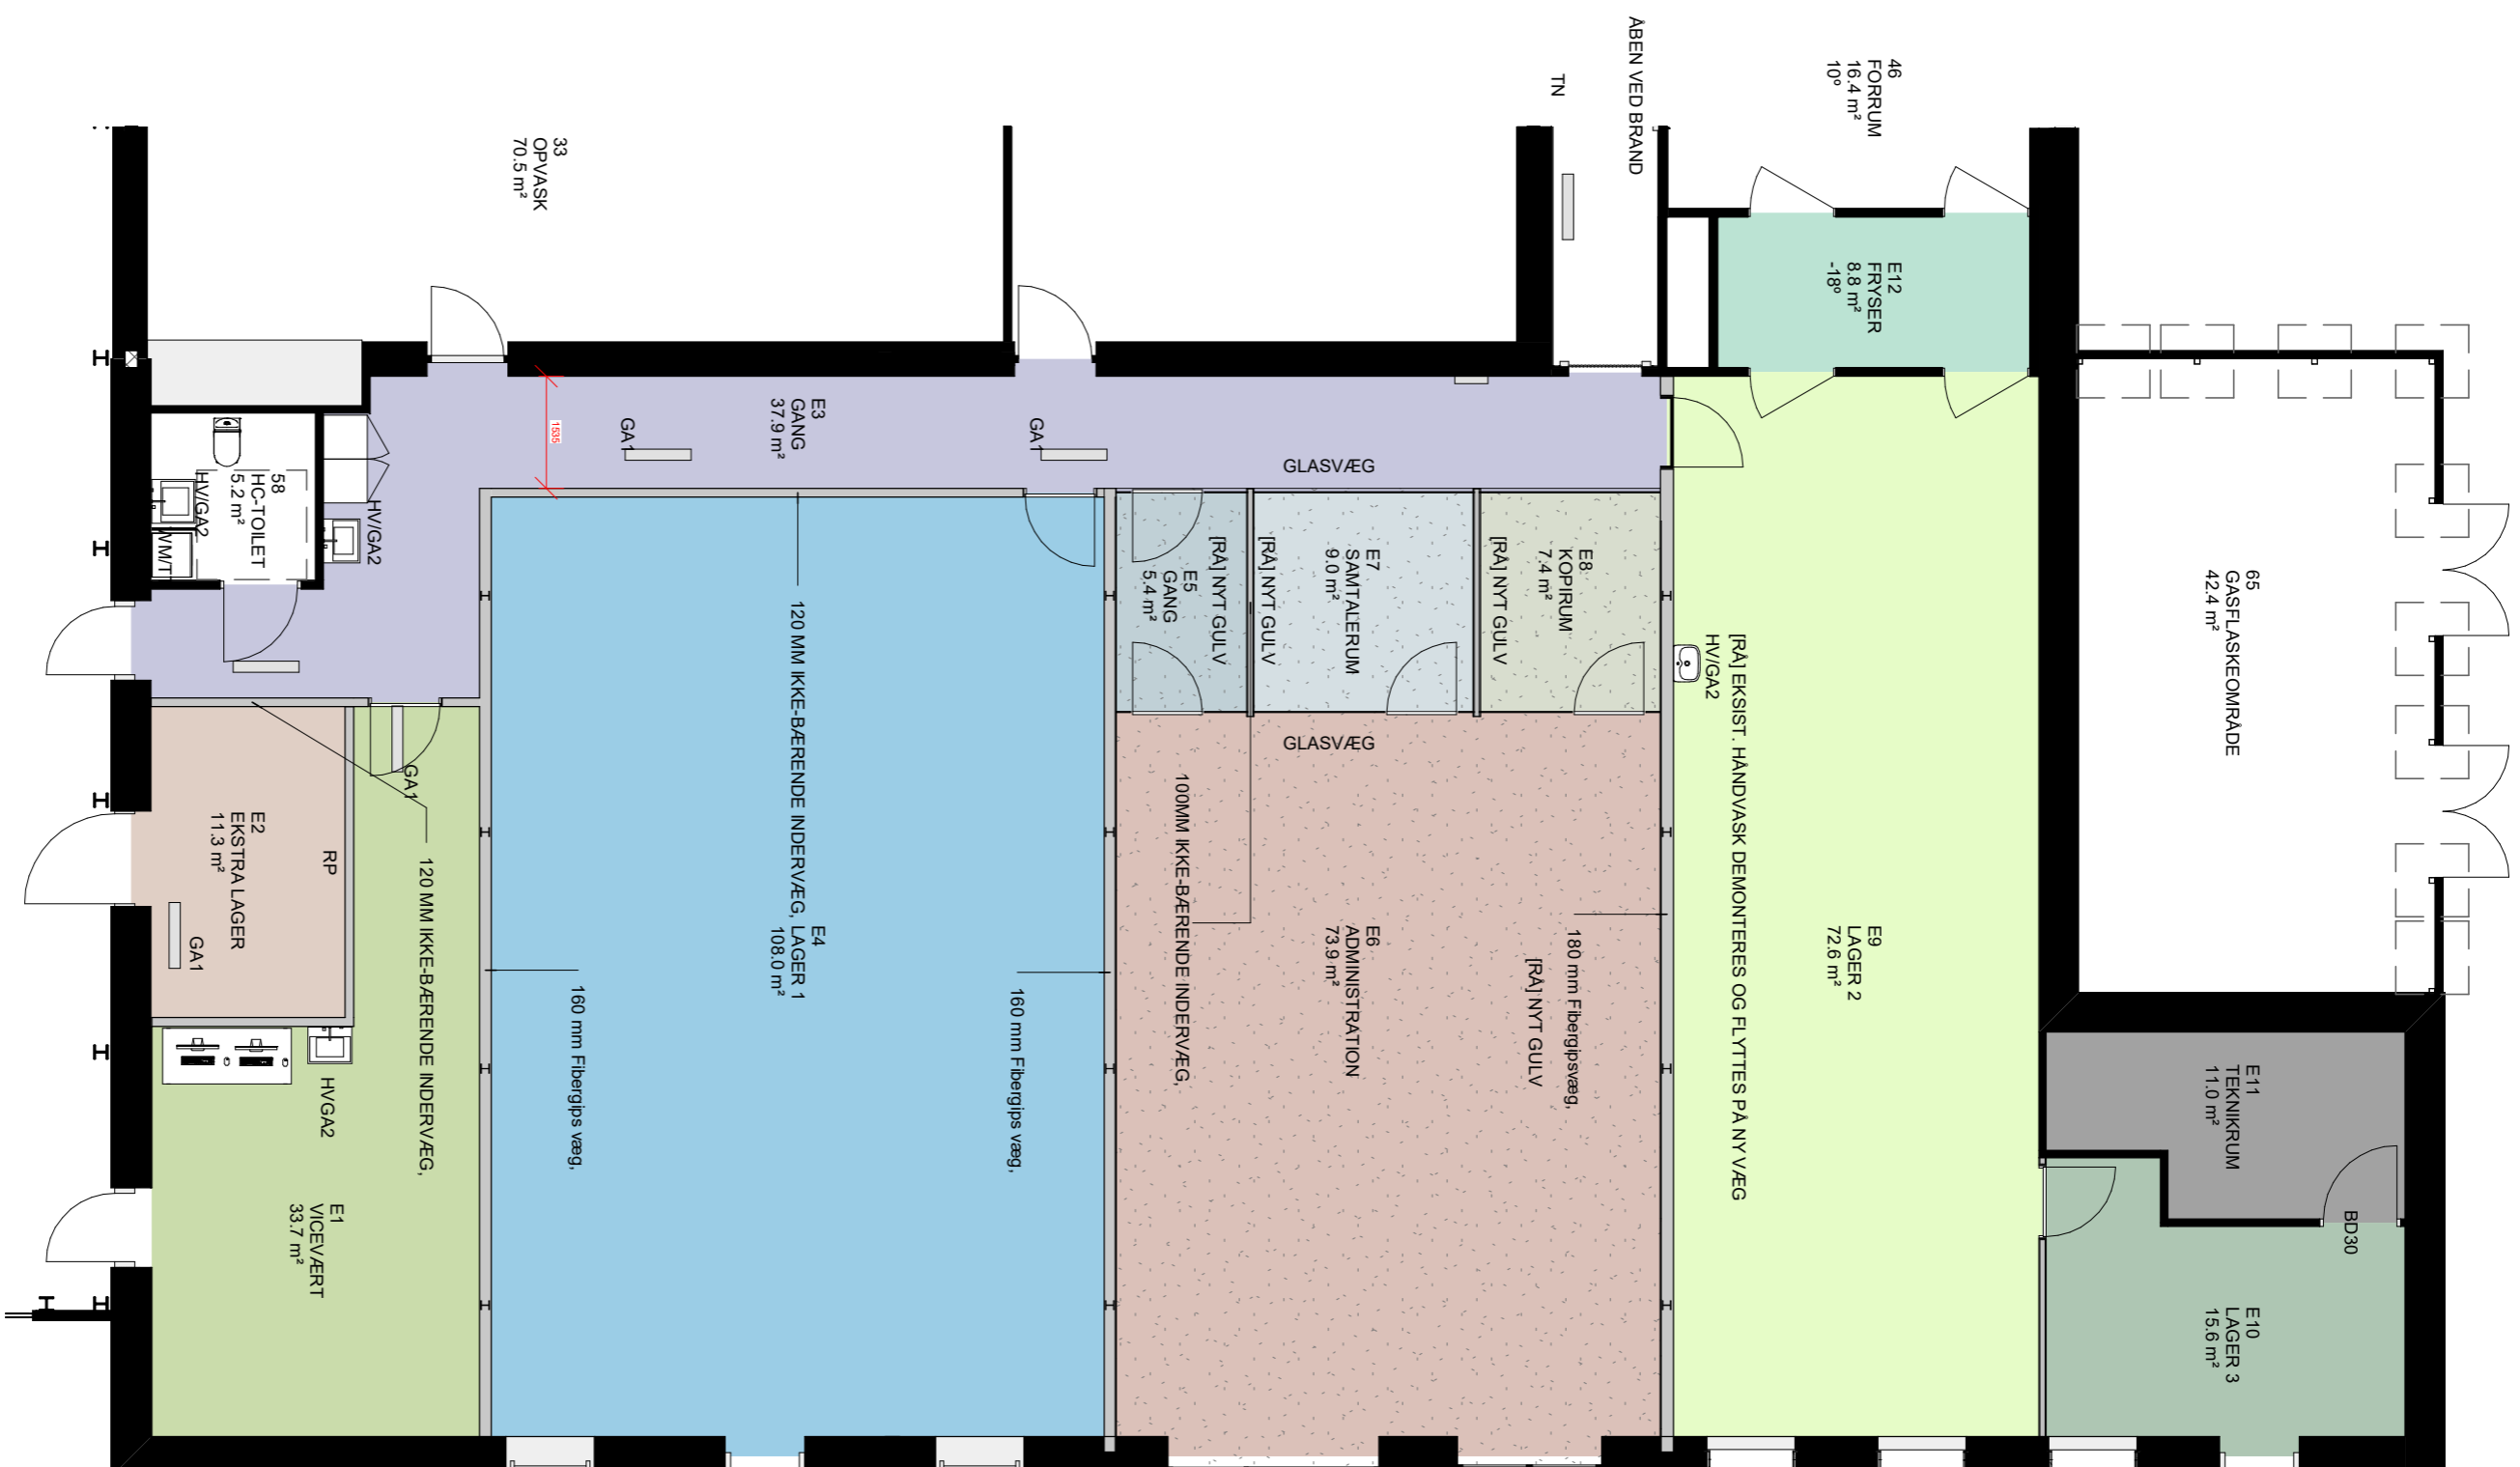 ÅBEN VED BRAND
TN
46
FORRUM
16.4 m²
10°
33
OPVASK
70.5 m²
E12
FRYSER
8.8 m²
-18°
65
GASFLASKEOMRÅDE
42.4 m²
E3
GANG
37.9 m²
1535
GA1
GA1
GLASVÆG
58
HC-TOILET
5.2 m²
HV/GA2
VM/T
HV/GA2
E5
GANG
5.4 m²
[RÅ] NYT GULV
E7
SAMTALERUM
9.0 m²
[RÅ] NYT GULV
E8
KOPIRUM
7.4 m²
[RÅ] NYT GULV
GLASVÆG
[RÅ] EKSIST. HÅNDVASK DEMONTERES OG FLYTTES PÅ NY VÆG
HV/GA2
120 MM IKKE-BÆRENDE INDERVÆG,
E4
LAGER 1
108.0 m²
160 mm Fibergips væg,
160 mm Fibergips væg,
100MM IKKE-BÆRENDE INDERVÆG,
E6
ADMINISTRATION
73.9 m²
[RÅ] NYT GULV
180 mm Fibergipsvæg,
E9
LAGER 2
72.6 m²
GA1
E2
EKSTRA LAGER
11.3 m²
RP
GA1
120 MM IKKE-BÆRENDE INDERVÆG,
HVGA2
E1
VICEVÆRT
33.7 m²
E11
TEKNIKRUM
11.0 m²
BD30
E10
LAGER 3
15.6 m²